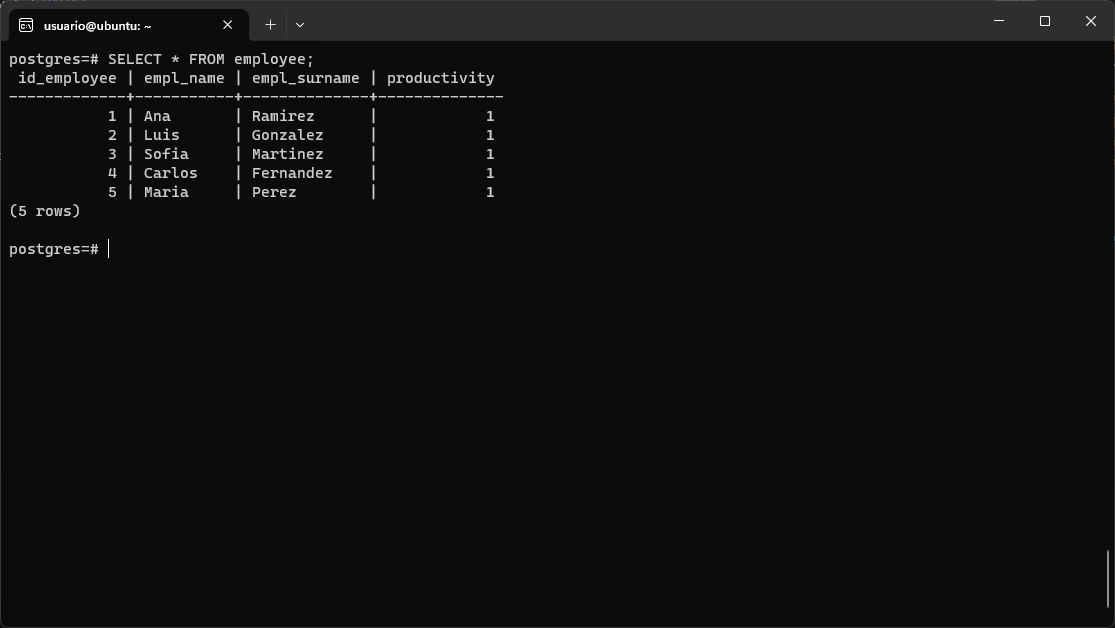 usuario@ubuntu: ~
postgres=# SELECT * FROM employee;
 id_employee | empl_name | empl_surname | productivity
-------------+-----------+--------------+--------------
           1 | Ana       | Ramirez      |            1
           2 | Luis      | Gonzalez     |            1
           3 | Sofia     | Martinez     |            1
           4 | Carlos    | Fernandez    |            1
           5 | Maria     | Perez        |            1
(5 rows)
postgres=#